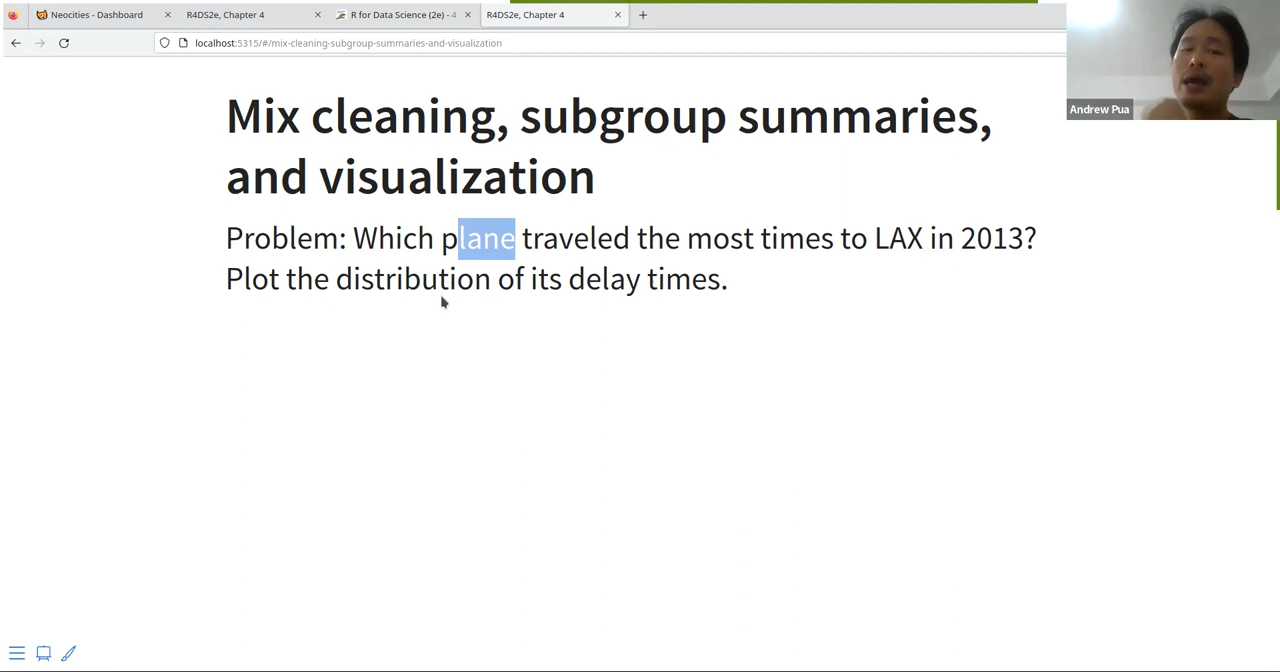 Neocities - Dashboard
R4DS2e, Chapter 4
R for Data Science (2e) - 4
R4DS2e, Chapter 4
localhost:5315/#/mix-cleaning-subgroup-summaries-and-visualization
Andrew Pua
Mix cleaning, subgroup summaries,
and visualization
Problem: Which plane traveled the most times to LAX in 2013?
Plot the distribution of its delay times.